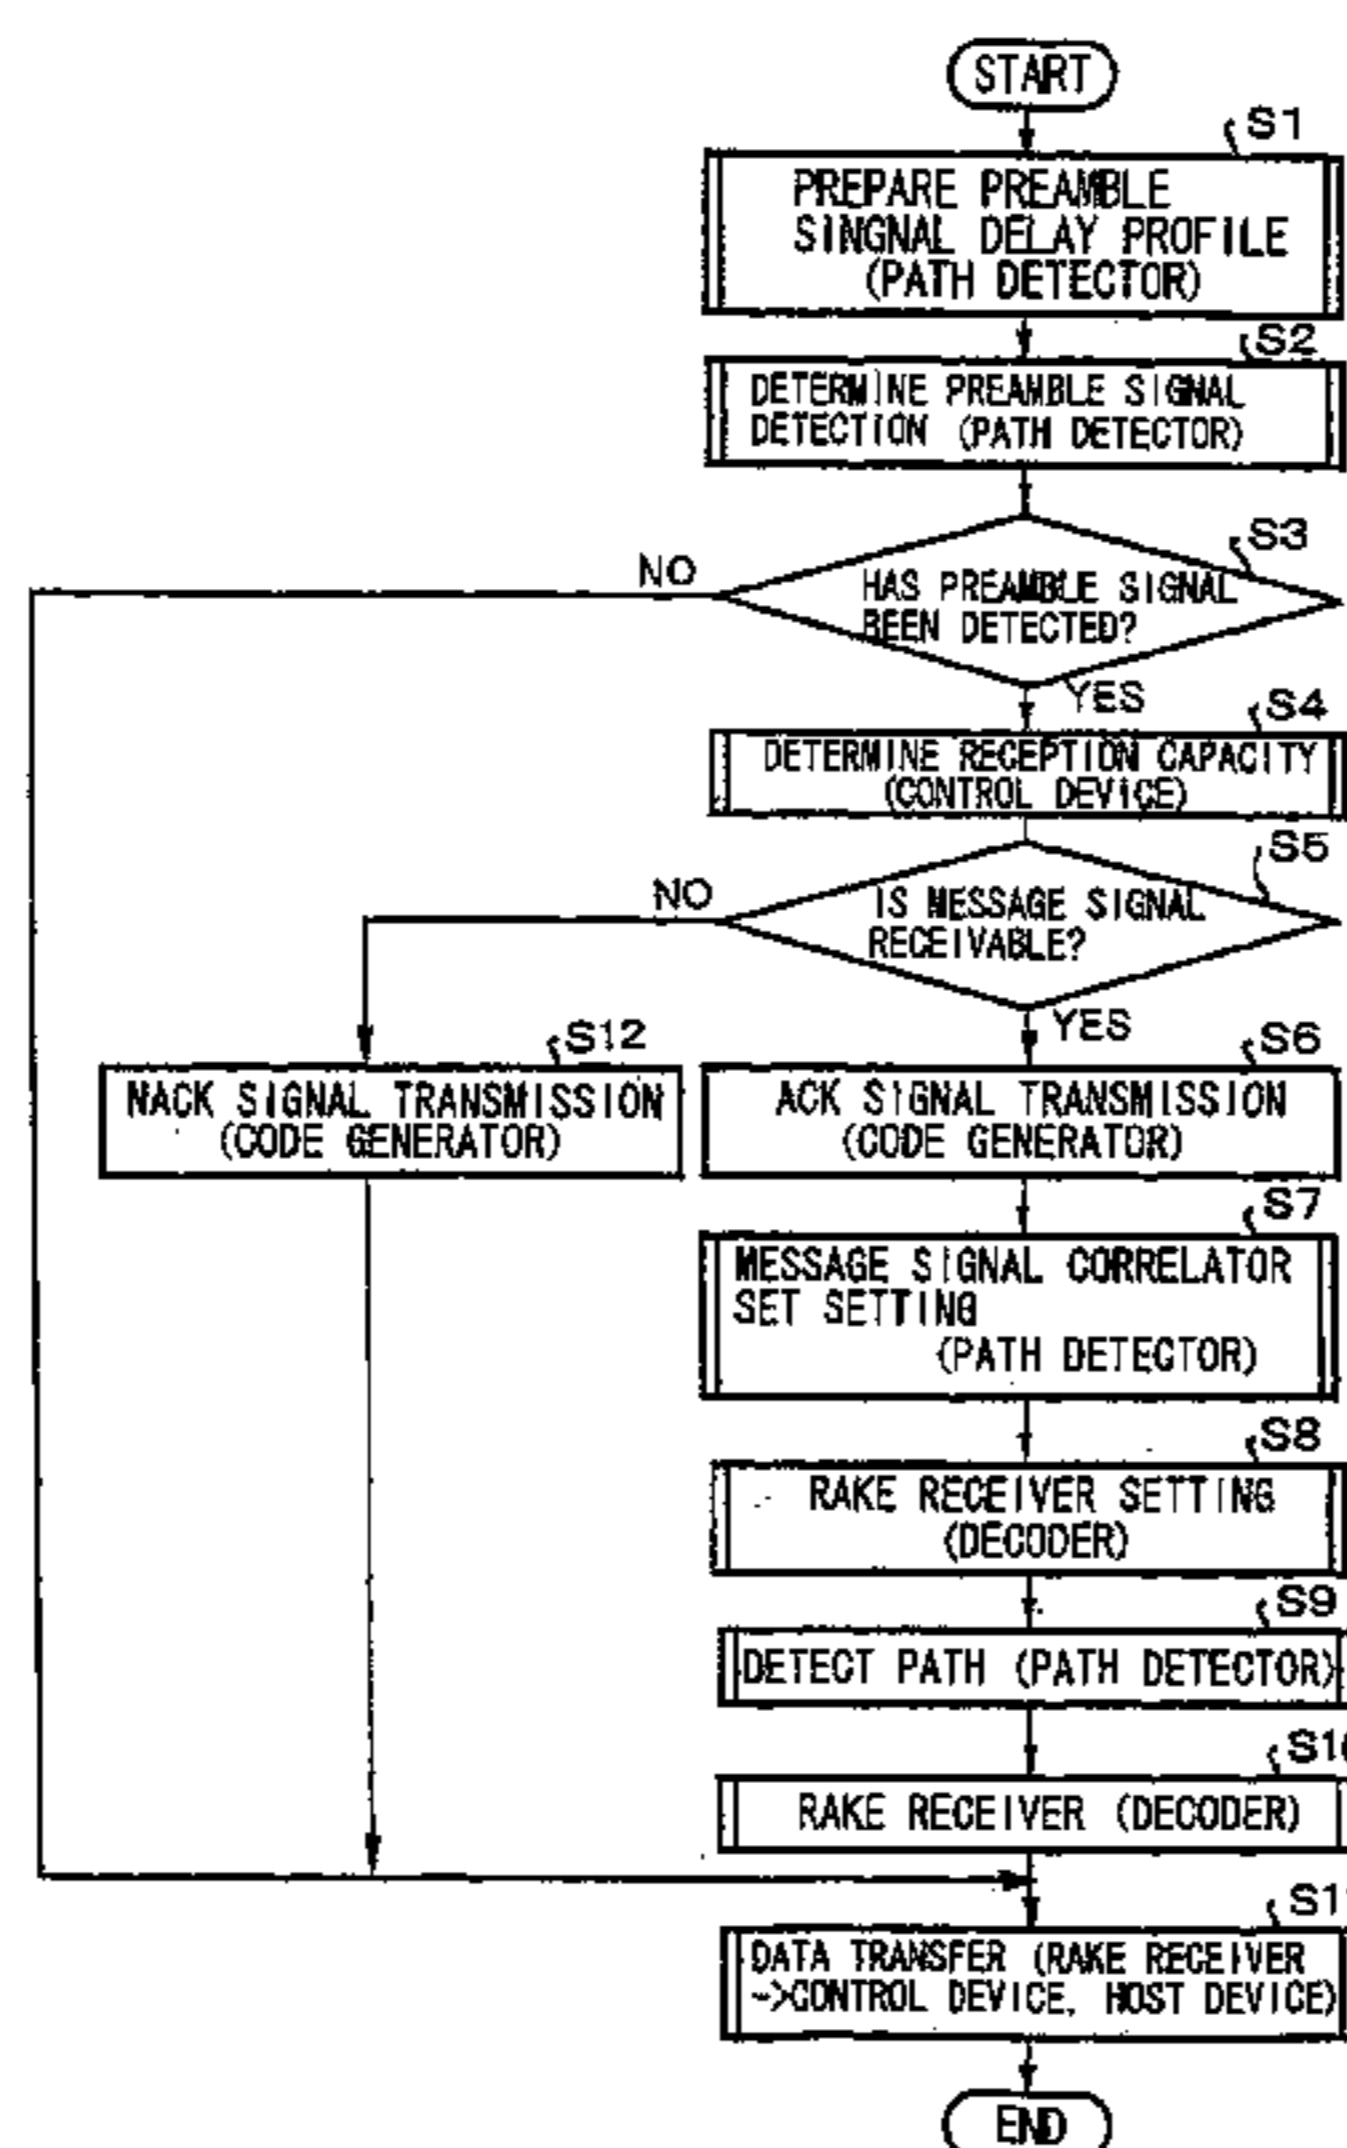 START
S1
PREPARE PREAMBLE
SINGNAL DELAY PROFILE
(PATH DETECTOR)
S2
DETERMINE PREAMBLE SIGNAL
DETECTION (PATH DETECTOR)
S3
NO
HAS PREAMBLE SIGNAL
BEEN DETECTED?
YES
S4
DETERMINE RECEPTION CAPACITY
(CONTROL DEVICE)
S5
NO
IS MESSAGE SIGNAL
RECEIVABLE?
YES
S12
NACK SIGNAL TRANSMISSION
(CODE GENERATOR)
S6
ACK SIGNAL TRANSMISSION
(CODE GENERATOR)
S7
MESSAGE SIGNAL CORRELATOR
SET SETTING
(PATH DETECTOR)
S8
RAKE RECEIVER SETTING
(DECODER)
S9
DETECT PATH (PATH DETECTOR)
S10
RAKE RECEIVER (DECODER)
S11
DATA TRANSFER (RAKE RECEIVER
->CONTROL DEVICE, HOST DEVICE)
END